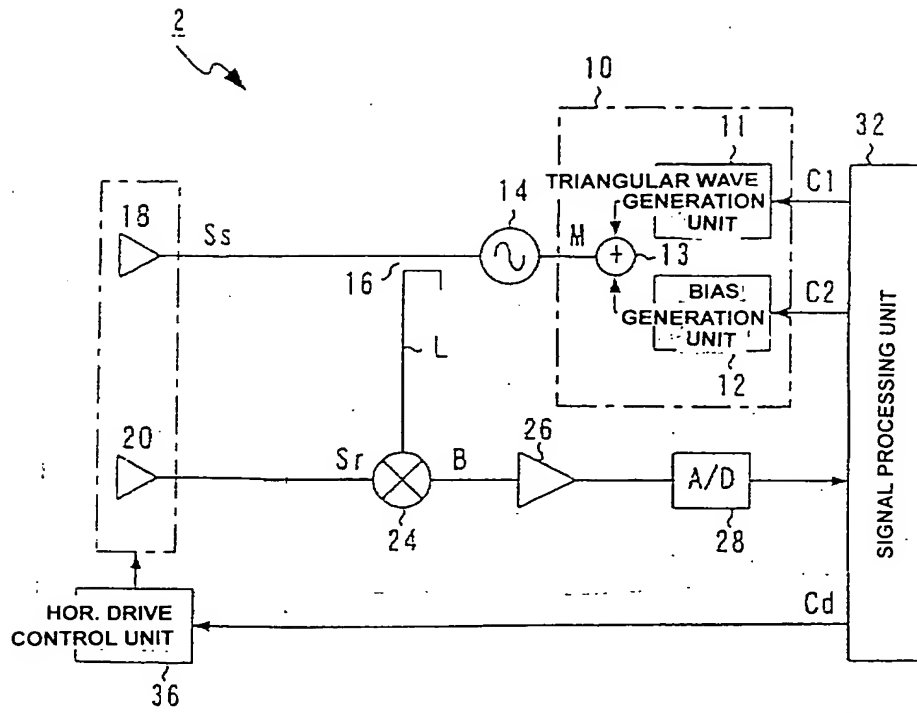 2
10
11
32
TRIANGULAR WAVE
GENERATION
UNIT
C1
18
Ss
14
M
+
13
16
BIAS
GENERATION
UNIT
C2
12
L
SIGNAL PROCESSING UNIT
20
Sr
B
26
A/D
24
28
HOR. DRIVE
CONTROL UNIT
Cd
36